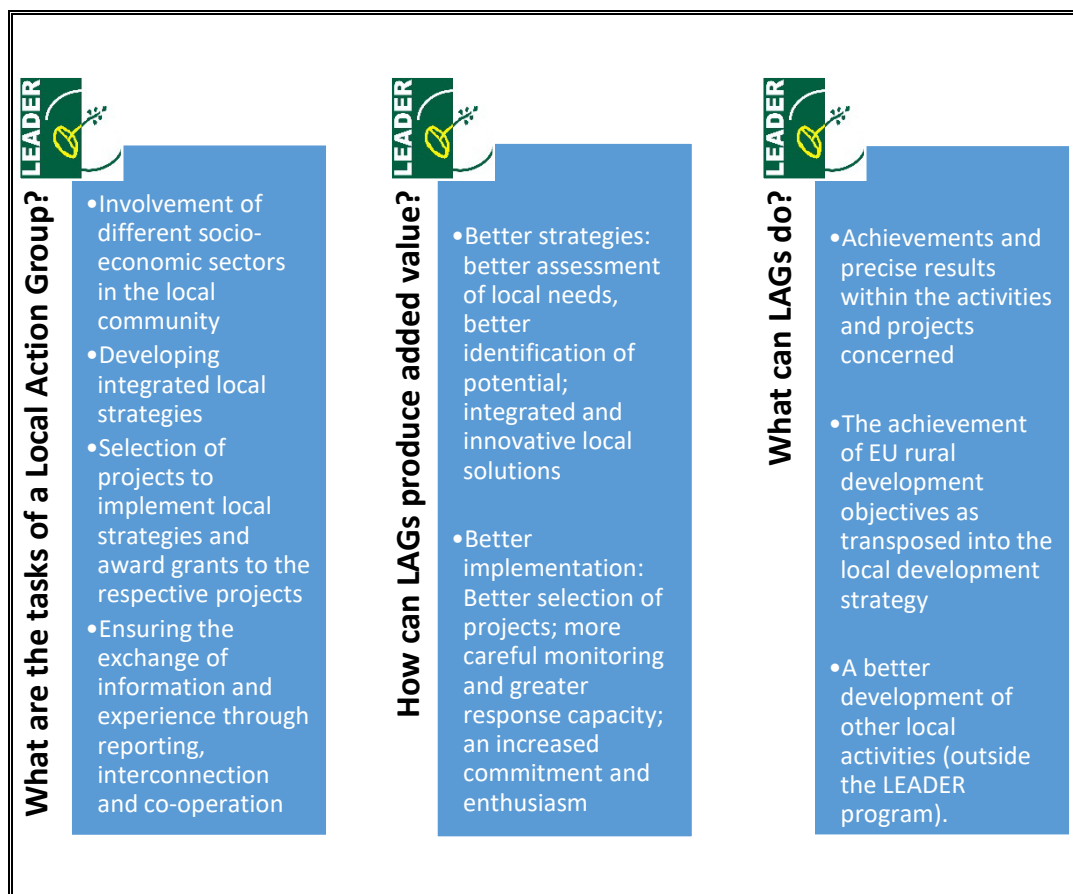 LEADER
What are the tasks of a Local Action Group?
•Involvement of
different socio-
economic sectors
in the local
community
•Developing
integrated local
strategies
•Selection of
projects to
implement local
strategies and
award grants to the
respective projects
•Ensuring the
exchange of
information and
experience through
reporting,
interconnection
and co-operation
LEADER
How can LAGs produce added value?
•Better strategies:
better assessment
of local needs,
better
identification of
potential;
integrated and
innovative local
solutions
•Better
implementation:
Better selection of
projects; more
careful monitoring
and greater
response capacity;
an increased
commitment and
enthusiasm
LEADER
What can LAGs do?
•Achievements and
precise results
within the activities
and projects
concerned
•The achievement
of EU rural
development
objectives as
transposed into the
local development
strategy
•A better
development of
other local
activities (outside
the LEADER
program).